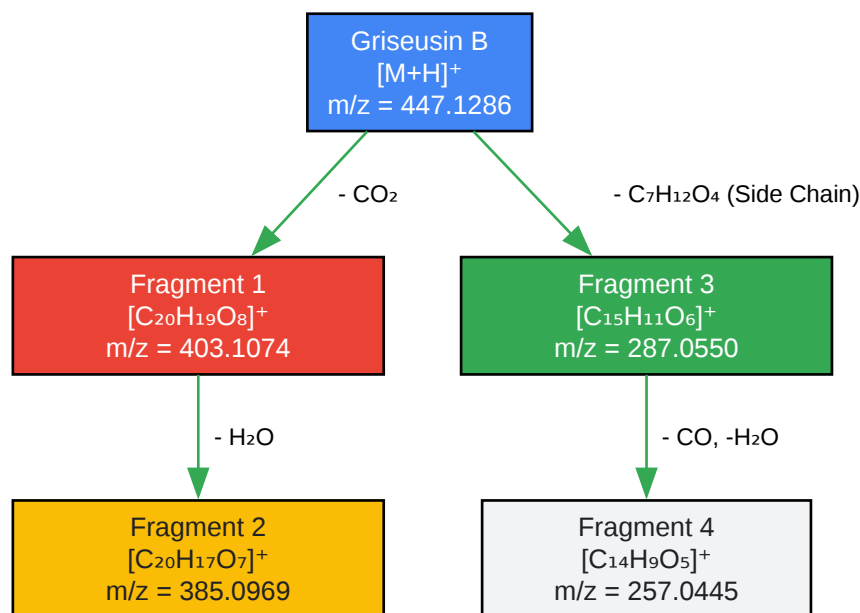 Griseusin B
[M+H]⁺
m/z = 447.1286
- CO₂
- C₇H₁₂O₄ (Side Chain)
Fragment 1
[C₂₀H₁₉O₈]⁺
m/z = 403.1074
Fragment 3
[C₁₅H₁₁O₆]⁺
m/z = 287.0550
- H₂O
- CO, -H₂O
Fragment 2
[C₂₀H₁₇O₇]⁺
m/z = 385.0969
Fragment 4
[C₁₄H₉O₅]⁺
m/z = 257.0445